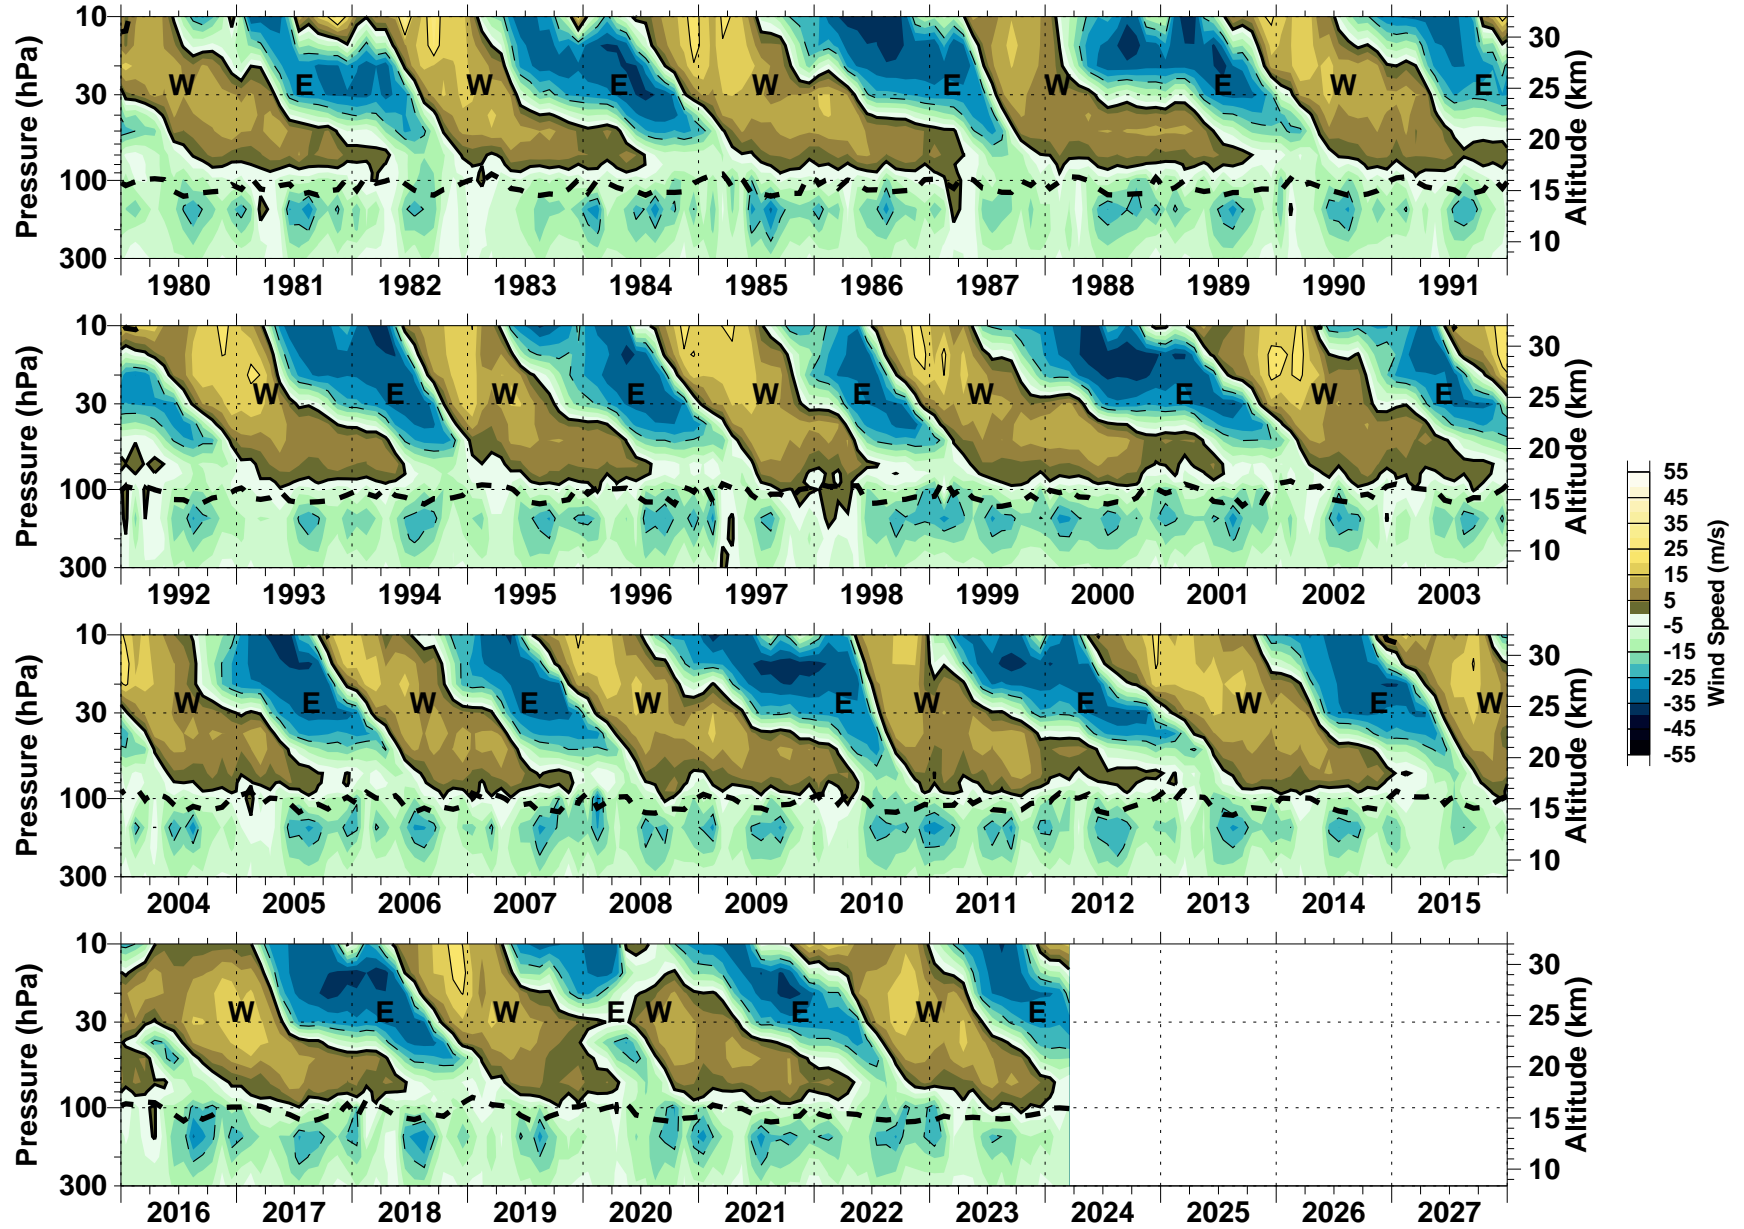 10
30
100
300
Pressure (hPa)
W E W E W E W E W E
30
25
20
15
10
Altitude (km)
1980 1981 1982 1983 1984 1985 1986 1987 1988 1989 1990 1991
10
30
100
300
Pressure (hPa)
W E W E W E W E W E
30
25
20
15
10
Altitude (km)
1992 1993 1994 1995 1996 1997 1998 1999 2000 2001 2002 2003
55
45
35
25
15
5
-5
-15
-25
-35
-45
-55
Wind Speed (m/s)
10
30
100
300
Pressure (hPa)
W E W E W E W E W E W
30
25
20
15
10
Altitude (km)
2004 2005 2006 2007 2008 2009 2010 2011 2012 2013 2014 2015
10
30
100
300
Pressure (hPa)
W E W E W E W E
30
25
20
15
10
Altitude (km)
2016 2017 2018 2019 2020 2021 2022 2023 2024 2025 2026 2027